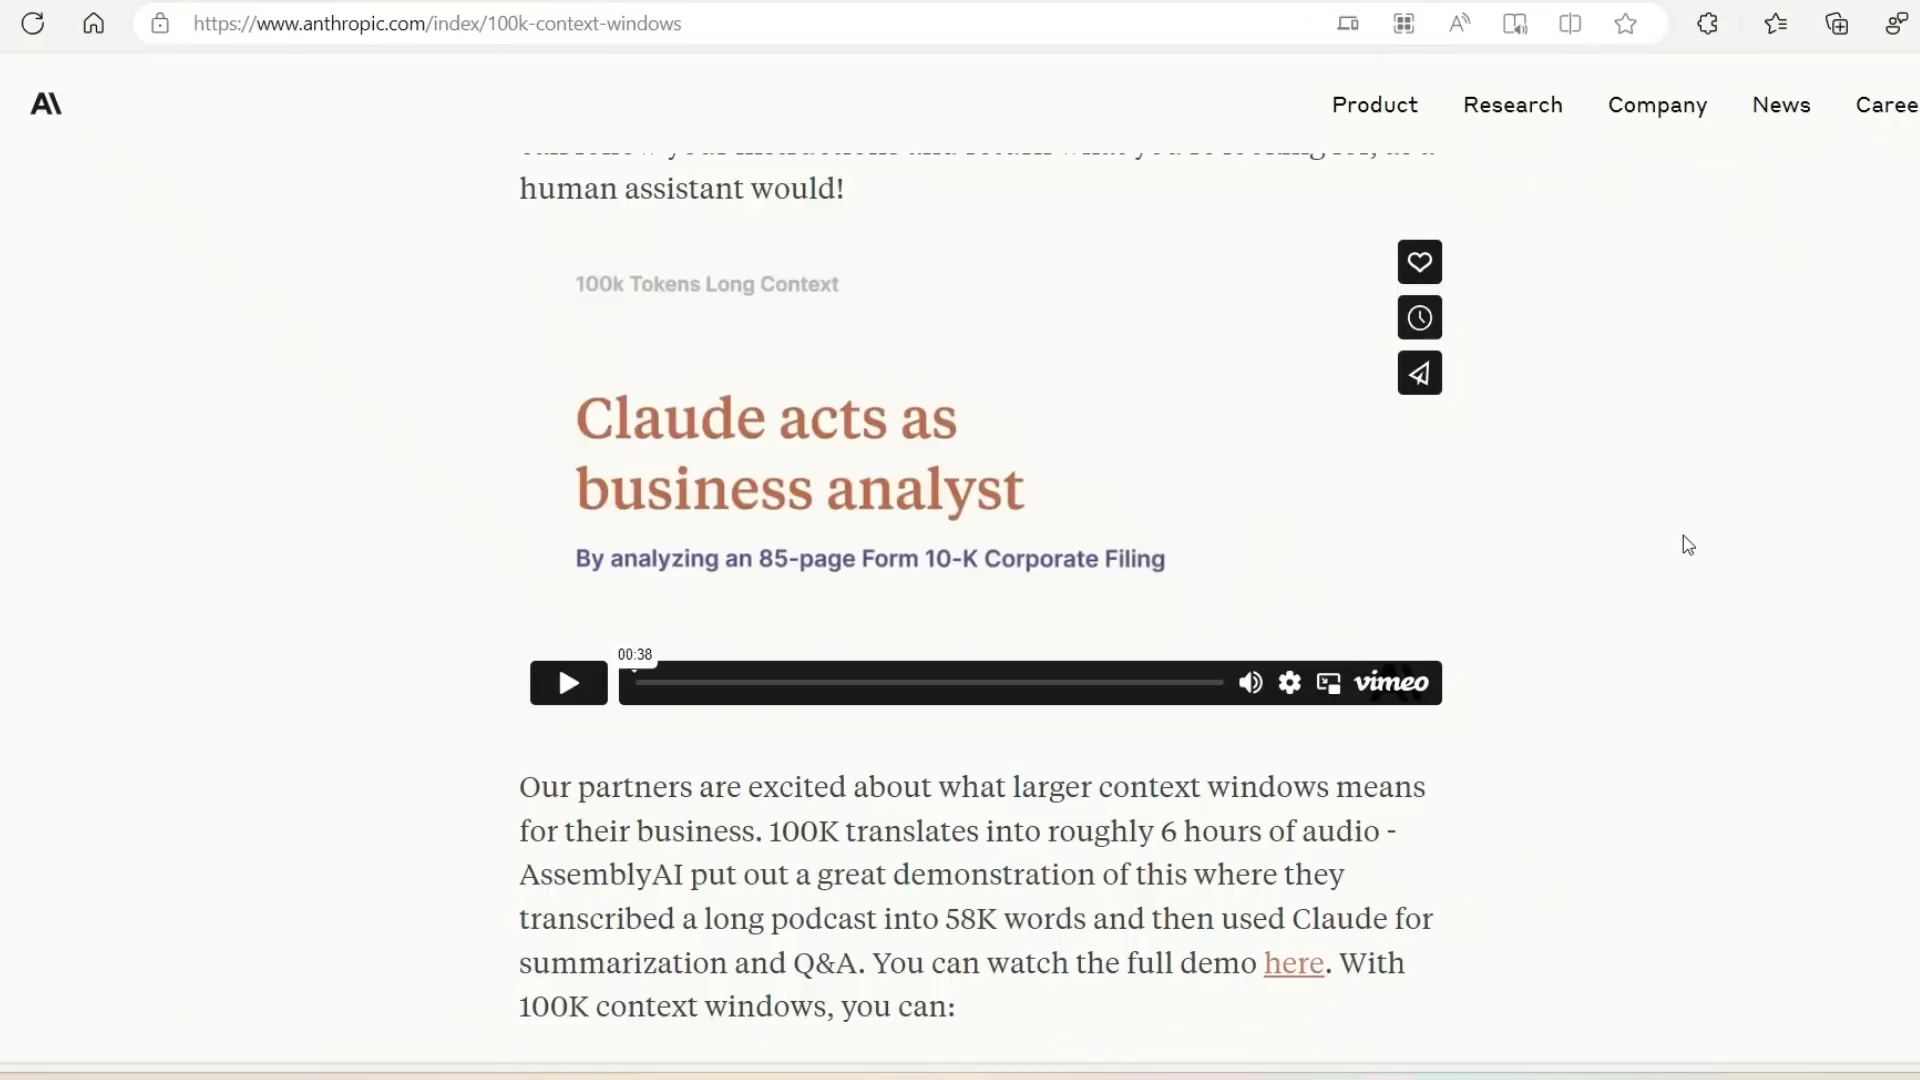 https://www.anthropic.com/index/100k-context-windows
A\
Product Research Company News Caree
human assistant would!
100k Tokens Long Context
Claude acts as
business analyst
By analyzing an 85-page Form 10-K Corporate Filing
00:38
vimeo
Our partners are excited about what larger context windows means
for their business. 100K translates into roughly 6 hours of audio -
AssemblyAI put out a great demonstration of this where they
transcribed a long podcast into 58K words and then used Claude for
summarization and Q&A. You can watch the full demo here. With
100K context windows, you can: